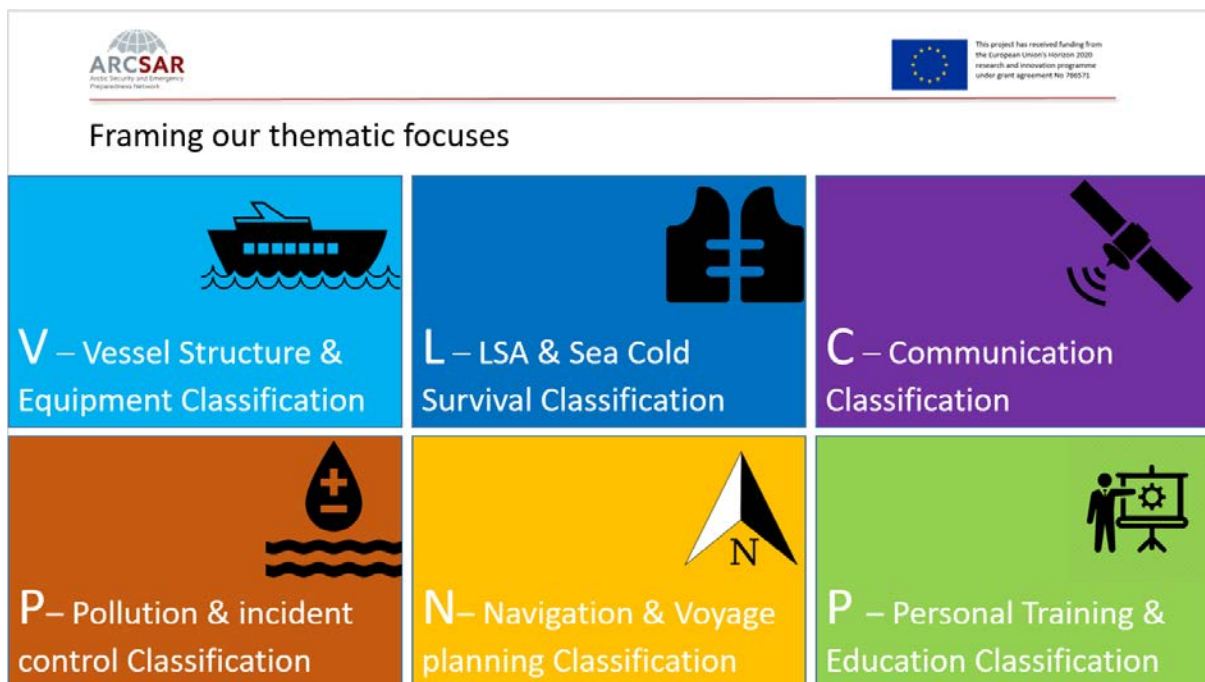 ARCSAR
Arctic Security and Emergency
Preparedness Network
This project has received funding from
the European Union's Horizon 2020
research and innovation programme
under grant agreement No 786571
Framing our thematic focuses
V – Vessel Structure &
Equipment Classification
L – LSA & Sea Cold
Survival Classification
C – Communication
Classification
P– Pollution & incident
control Classification
N
N– Navigation & Voyage
planning Classification
P – Personal Training &
Education Classification